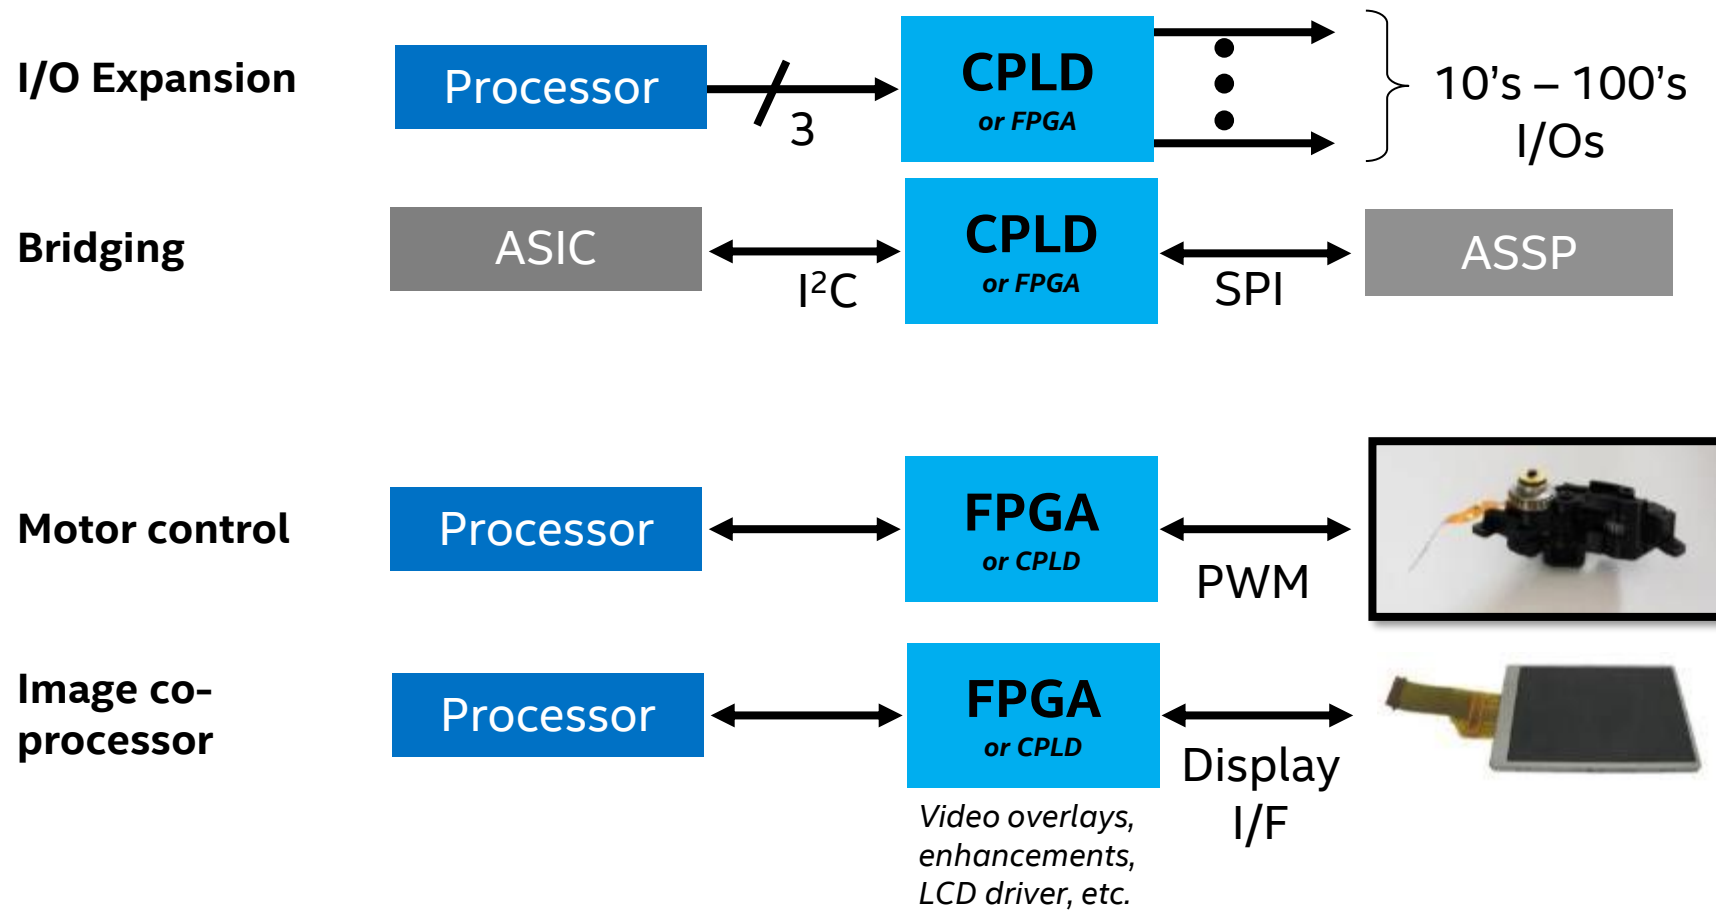 I/O Expansion
Processor
3
CPLD
or FPGA
10’s – 100’s
I/Os
Bridging
ASIC
I²C
CPLD
or FPGA
SPI
ASSP
Motor control
Processor
FPGA
or CPLD
PWM
Image co-
processor
Processor
FPGA
or CPLD
Display
I/F
Video overlays,
enhancements,
LCD driver, etc.